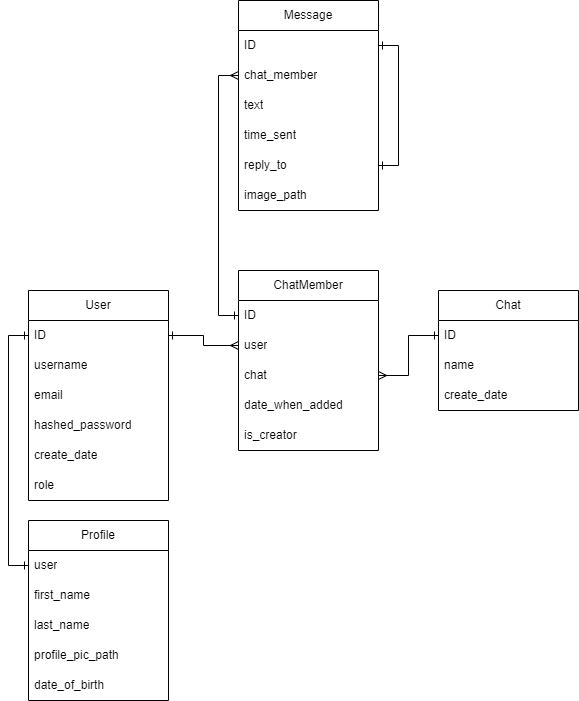 Message
ID
chat_member
text
time_sent
reply_to
image_path
User
ID
username
email
hashed_password
create_date
role
ChatMember
ID
user
chat
date_when_added
is_creator
Chat
ID
name
create_date
Profile
user
first_name
last_name
profile_pic_path
date_of_birth